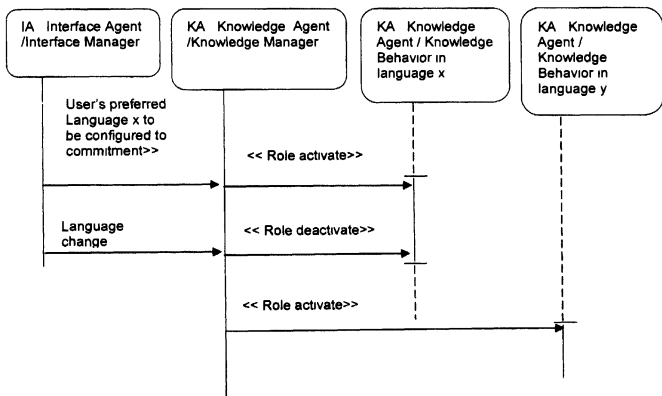 IA Interface Agent
/Interface Manager
KA Knowledge Agent
/Knowledge Manager
KA Knowledge
Agent / Knowledge
Behavior in
language x
KA Knowledge
Agent /
Knowledge
Behavior in
language y
User's preferred
Language x to
be configured to
commitment>>
<< Role activate>>
Language
change
<< Role deactivate>>
<< Role activate>>